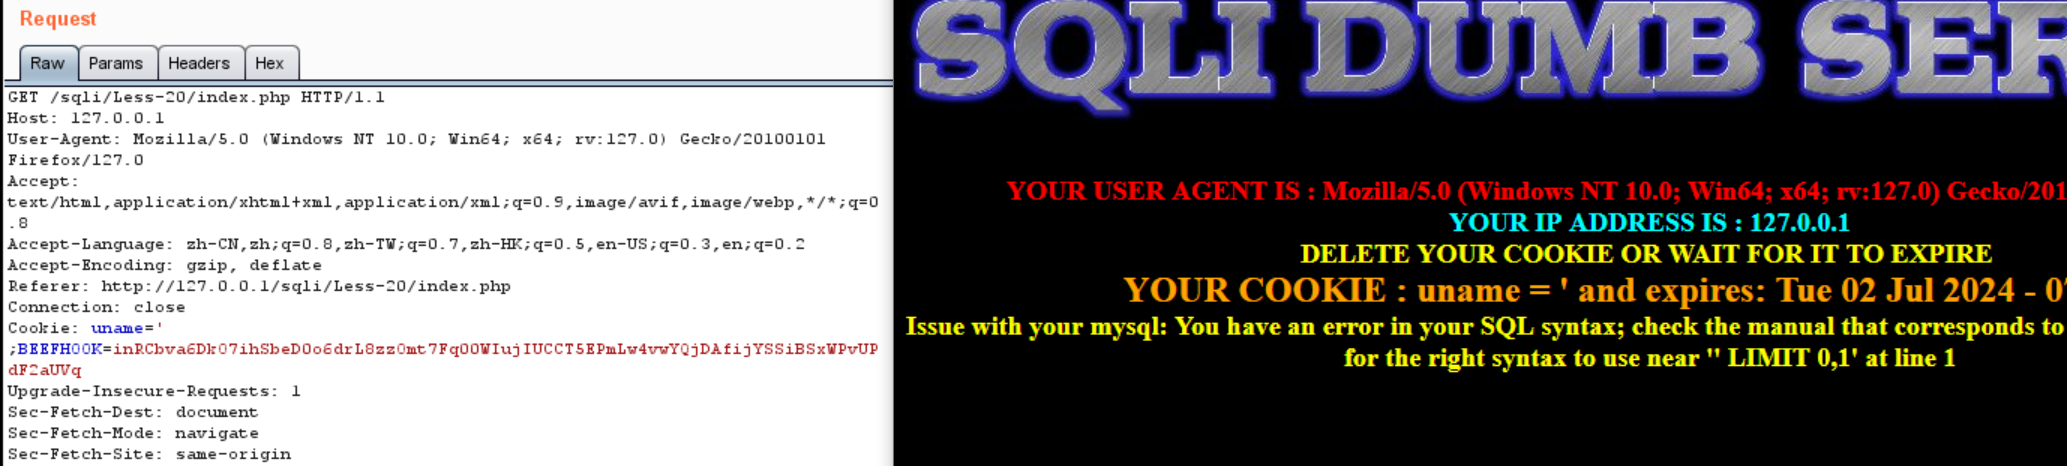 Request
Raw Params Headers Hex
GET /sqli/Less-20/index.php HTTP/1.1
Host: 127.0.0.1
User-Agent: Mozilla/5.0 (Windows NT 10.0; Win64; x64; rv:127.0) Gecko/20100101
Firefox/127.0
Accept:
text/html,application/xhtml+xml,application/xml;q=0.9,image/avif,image/webp,*/*;q=0
.8
Accept-Language: zh-CN,zh;q=0.8,zh-TW;q=0.7,zh-HK;q=0.5,en-US;q=0.3,en;q=0.2
Accept-Encoding: gzip, deflate
Referer: http://127.0.0.1/sqli/Less-20/index.php
Connection: close
Cookie: uname='
;BEEFHOOK=inRCbva6Dk07ihSbeD0o6drL8zz0mt7Fq00WIujIUCCT5EPmLw4vwYQjDAfijYSSiBSxWPvUP
dF2aUVq
Upgrade-Insecure-Requests: 1
Sec-Fetch-Dest: document
Sec-Fetch-Mode: navigate
Sec-Fetch-Site: same-origin
SQLI DUMB SER
YOUR USER AGENT IS : Mozilla/5.0 (Windows NT 10.0; Win64; x64; rv:127.0) Gecko/201
YOUR IP ADDRESS IS : 127.0.0.1
DELETE YOUR COOKIE OR WAIT FOR IT TO EXPIRE
YOUR COOKIE : uname = ' and expires: Tue 02 Jul 2024 - 0
Issue with your mysql: You have an error in your SQL syntax; check the manual that corresponds to
for the right syntax to use near '' LIMIT 0,1' at line 1